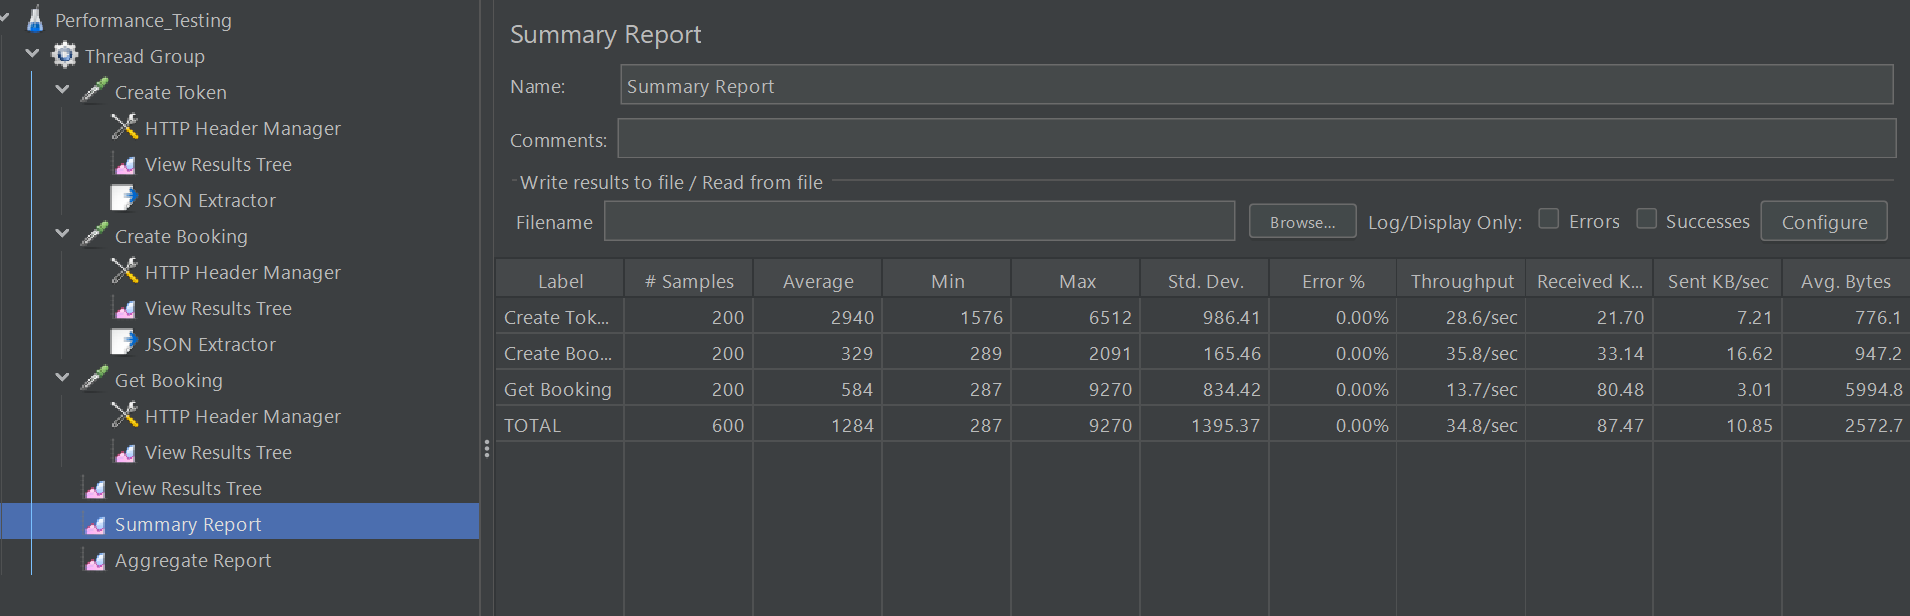 Performance_Testing
Thread Group
Create Token
HTTP Header Manager
View Results Tree
JSON Extractor
Create Booking
HTTP Header Manager
View Results Tree
JSON Extractor
Get Booking
HTTP Header Manager
View Results Tree
View Results Tree
Summary Report
Aggregate Report
Summary Report
Name: Summary Report
Comments:
Write results to file / Read from file
Filename Browse... Log/Display Only: Errors Successes Configure
Label # Samples Average Min Max Std. Dev. Error % Throughput Received K... Sent KB/sec Avg. Bytes
Create Tok... 200 2940 1576 6512 986.41 0.00% 28.6/sec 21.70 7.21 776.1
Create Boo... 200 329 289 2091 165.46 0.00% 35.8/sec 33.14 16.62 947.2
Get Booking 200 584 287 9270 834.42 0.00% 13.7/sec 80.48 3.01 5994.8
TOTAL 600 1284 287 9270 1395.37 0.00% 34.8/sec 87.47 10.85 2572.7